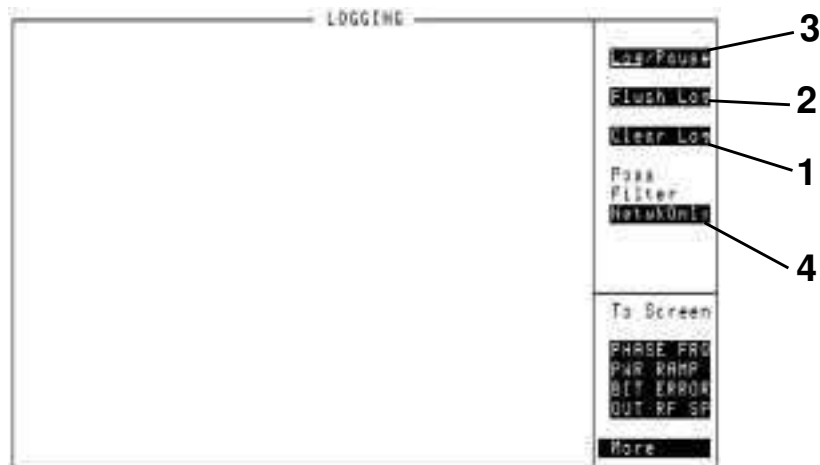 LOGGING
Log/Pause
3
Flush Log
2
Clear Log
1
Pass
Filter
NetwkOnly
4
To Screen
PHASE FRQ
PWR RAMP
BIT ERROR
OUT RF SP
More